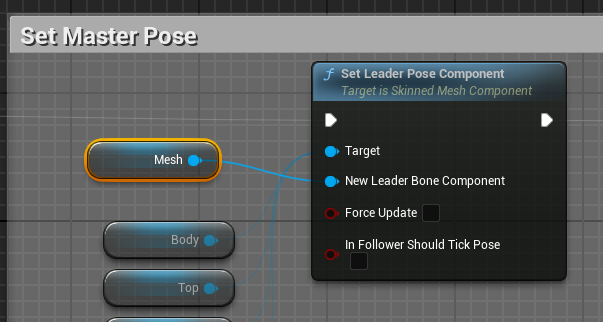 Set Master Pose
Set Leader Pose Component
Target is Skinned Mesh Component
Mesh
Target
New Leader Bone Component
Force Update
Body
In Follower Should Tick Pose
Top